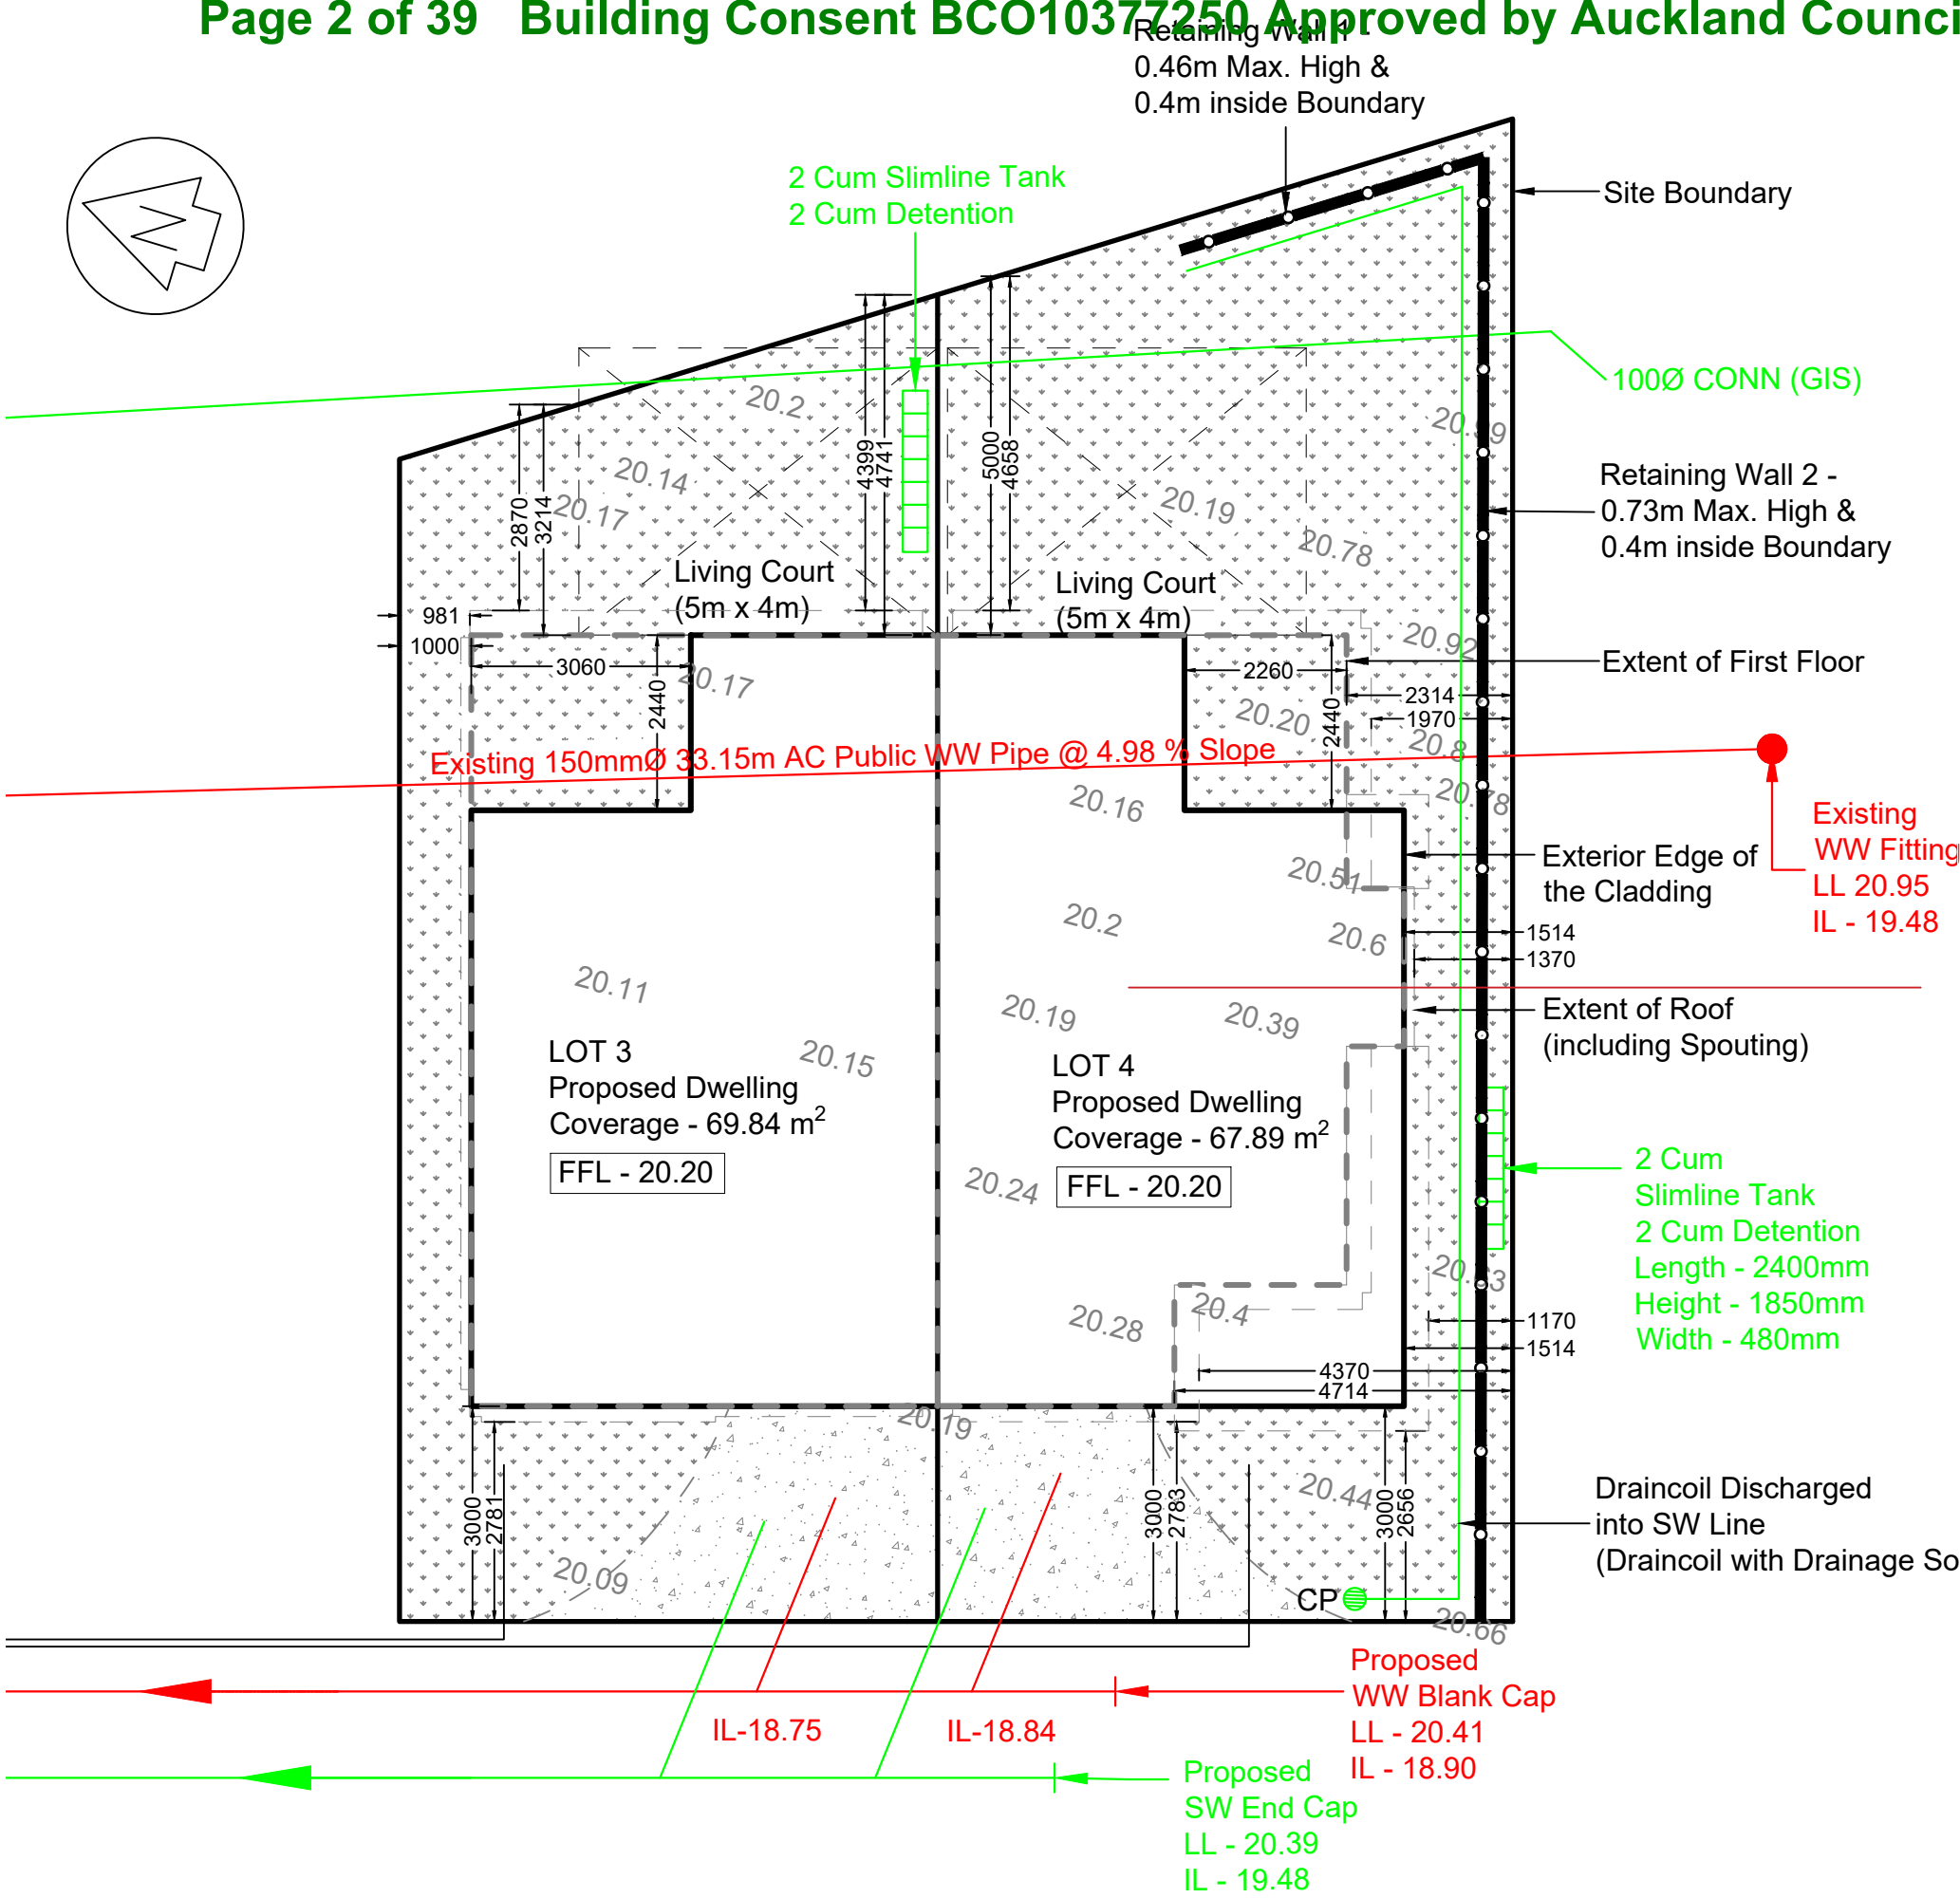 Page 2 of 39 Building Consent BCO10377250 Approved by Auckland Counci
Retaining Wall 1 -
0.46m Max. High &
0.4m inside Boundary
N
2 Cum Slimline Tank
2 Cum Detention
Site Boundary
100Ø CONN (GIS)
20.2
20.99
4399
4741
5000
4658
20.14
20.17
2870
3214
20.19
20.78
Retaining Wall 2 -
0.73m Max. High &
0.4m inside Boundary
Living Court
(5m x 4m)
Living Court
(5m x 4m)
981
1000
3060
2440
20.17
2260
2440
20.20
20.92
Extent of First Floor
2314
1970
20.8
20.78
Existing 150mmØ 33.15m AC Public WW Pipe @ 4.98 % Slope
20.16
Existing
WW Fitting
LL 20.95
IL - 19.48
Exterior Edge of
the Cladding
20.51
20.2
20.6
1514
1370
20.11
20.19
20.39
Extent of Roof
(including Spouting)
20.15
LOT 3
Proposed Dwelling
Coverage - 69.84 m²
FFL - 20.20
LOT 4
Proposed Dwelling
Coverage - 67.89 m²
FFL - 20.20
20.24
2 Cum
Slimline Tank
2 Cum Detention
Length - 2400mm
Height - 1850mm
Width - 480mm
20.28
20.4
1170
1514
4370
4714
20.19
3000
2781
3000
2783
3000
2656
20.44
20.09
Draincoil Discharged
into SW Line
(Draincoil with Drainage So
CP
20.66
Proposed
WW Blank Cap
LL - 20.41
IL - 18.90
IL-18.75
IL-18.84
Proposed
SW End Cap
LL - 20.39
IL - 19.48